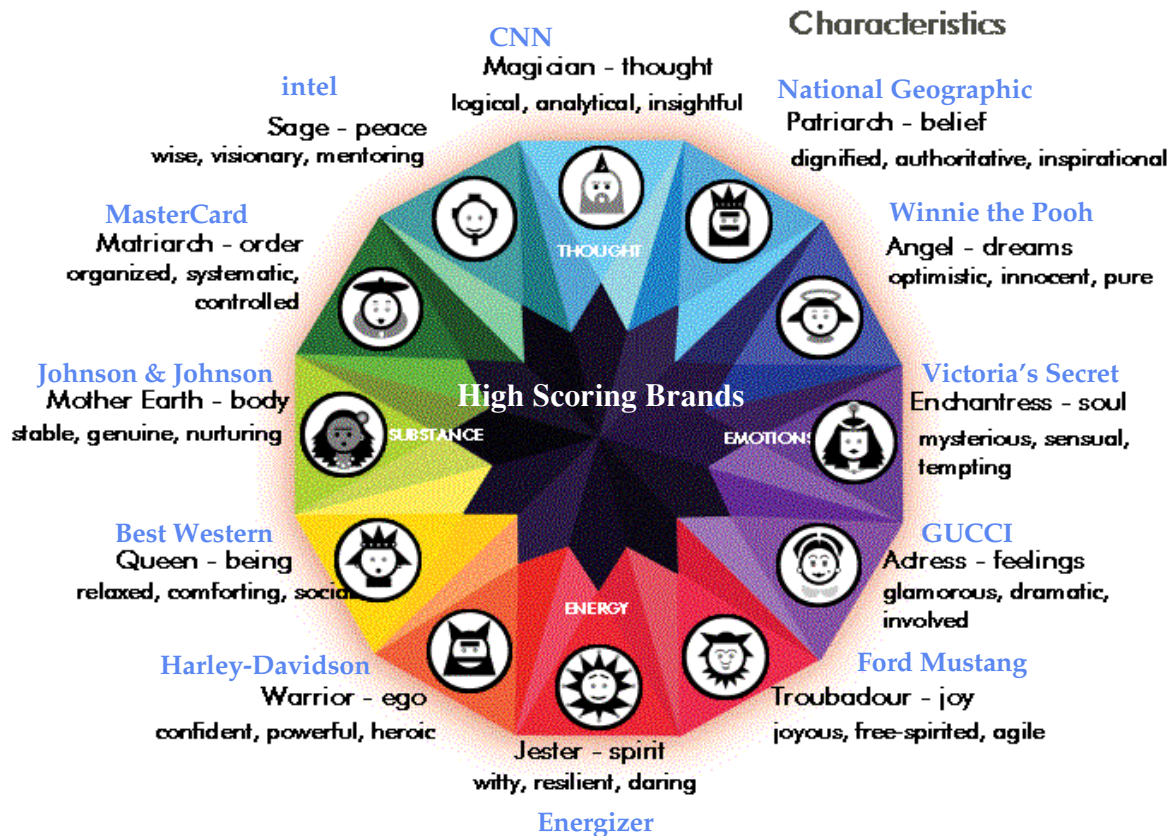 Characteristics
CNN
Magician - thought
logical, analytical, insightful
National Geographic
Patriarch - belief
dignified, authoritative, inspirational
Winnie the Pooh
Angel - dreams
optimistic, innocent, pure
Victoria's Secret
Enchantress - soul
mysterious, sensual,
tempting
GUCCI
Adress - feelings
glamorous, dramatic,
involved
Ford Mustang
Troubadour - joy
joyous, free-spirited, agile
Jester - spirit
witty, resilient, daring
Energizer
Harley-Davidson
Warrior - ego
confident, powerful, heroic
Best Western
Queen - being
relaxed, comforting, social
Johnson & Johnson
Mother Earth - body
stable, genuine, nurturing
MasterCard
Matriarch - order
organized, systematic,
controlled
intel
Sage - peace
wise, visionary, mentoring
THOUGHT
High Scoring Brands
SUBSTANCE
EMOTIONS
ENERGY